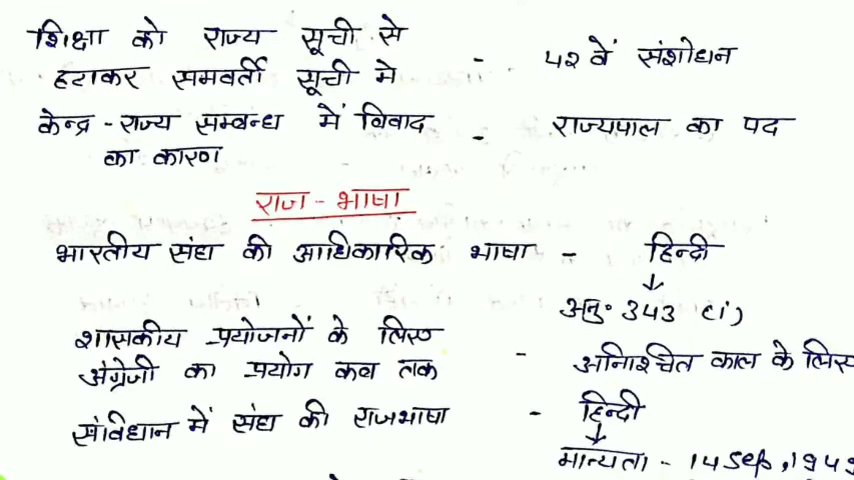 शिक्षा को राज्य सूची से
हटाकर समवर्ती सूची में - 42वें संशोधन
केन्द्र - राज्य सम्बन्ध में विवाद - राज्यपाल का पद
का कारण
राज - भाषा
भारतीय संघ की आधिकारिक भाषा - हिन्दी
↓
अनु॰ 343 (i)
शासकीय प्रयोजनों के लिए
अंग्रेजी का प्रयोग कब तक - अनिश्चित काल के लिए
संविधान में संघ की राजभाषा - हिन्दी
↓
मान्यता - 14 Sep, 1949